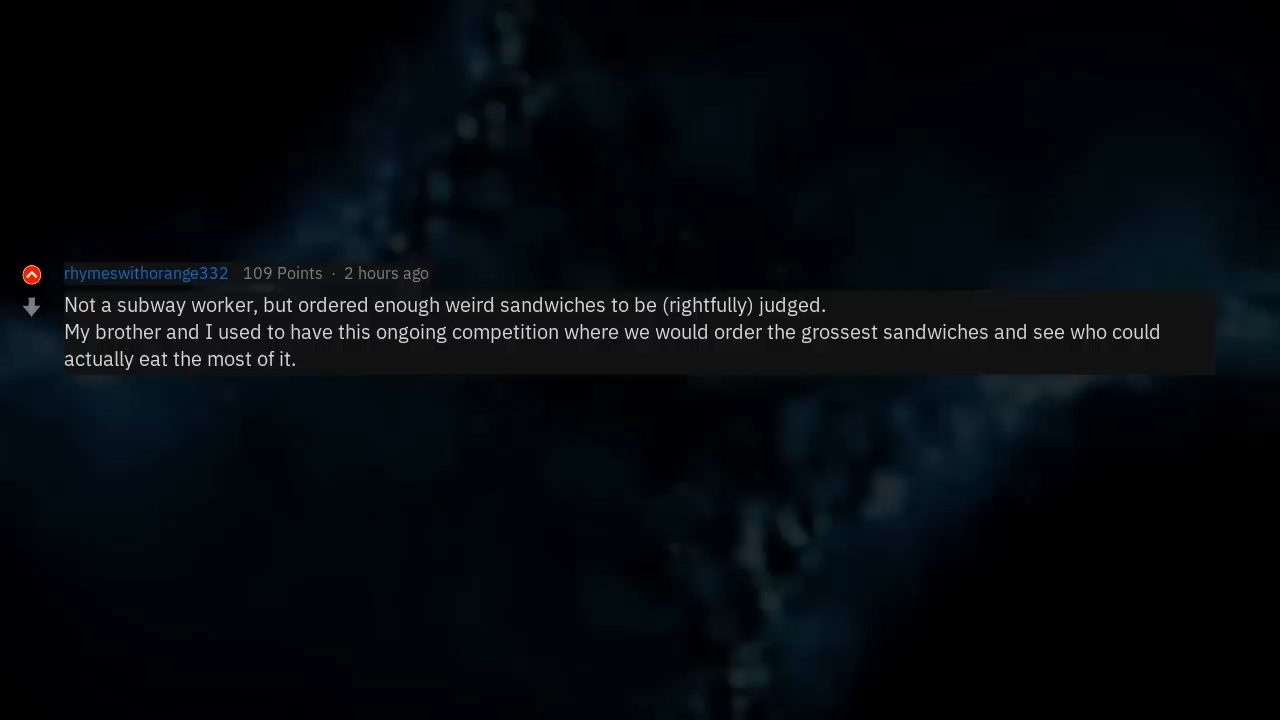 rhymeswithorange332 109 Points · 2 hours ago
Not a subway worker, but ordered enough weird sandwiches to be (rightfully) judged.
My brother and I used to have this ongoing competition where we would order the grossest sandwiches and see who could
actually eat the most of it.